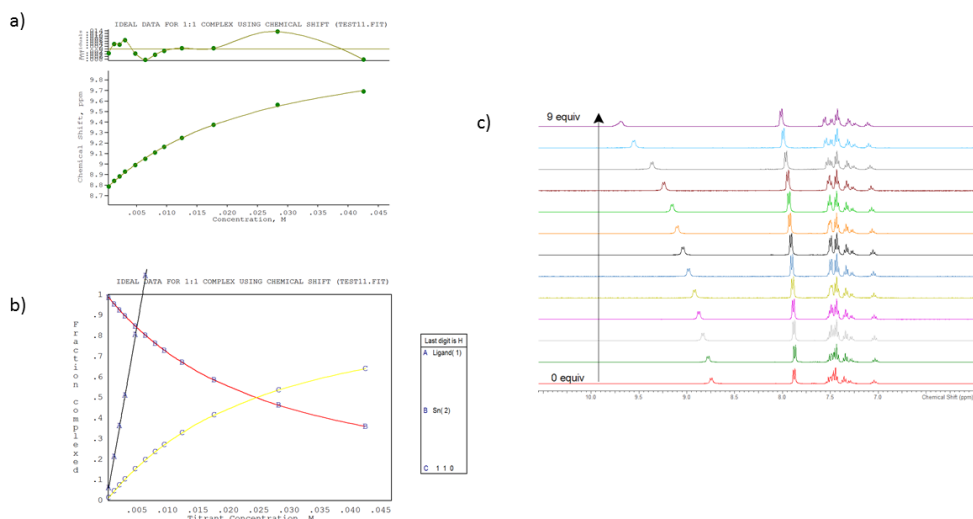 a)
IDEAL DATA FOR 1:1 COMPLEX USING CHEMICAL SHIFT (TEST11.FIT)
Chemical Shift, ppm
9.8
9.7
9.6
9.5
9.4
9.3
9.2
9.1
9
8.9
8.8
8.7
.005 .010 .015 .020 .025 .030 .035 .040 .045
Concentration, M
b)
IDEAL DATA FOR 1:1 COMPLEX USING CHEMICAL SHIFT (TEST11.FIT)
Fraction complexed
1
.9
.8
.7
.6
.5
.4
.3
.2
.1
0
.005 .010 .015 .020 .025 .030 .035 .040 .045
Titrant Concentration, M
Last digit is H
A Ligand(1)
B Sn(2)
C 1 1 0
c)
9 equiv
0 equiv
10.0 9.5 9.0 8.5 8.0 7.5 7.0
Chemical Shift (ppm)